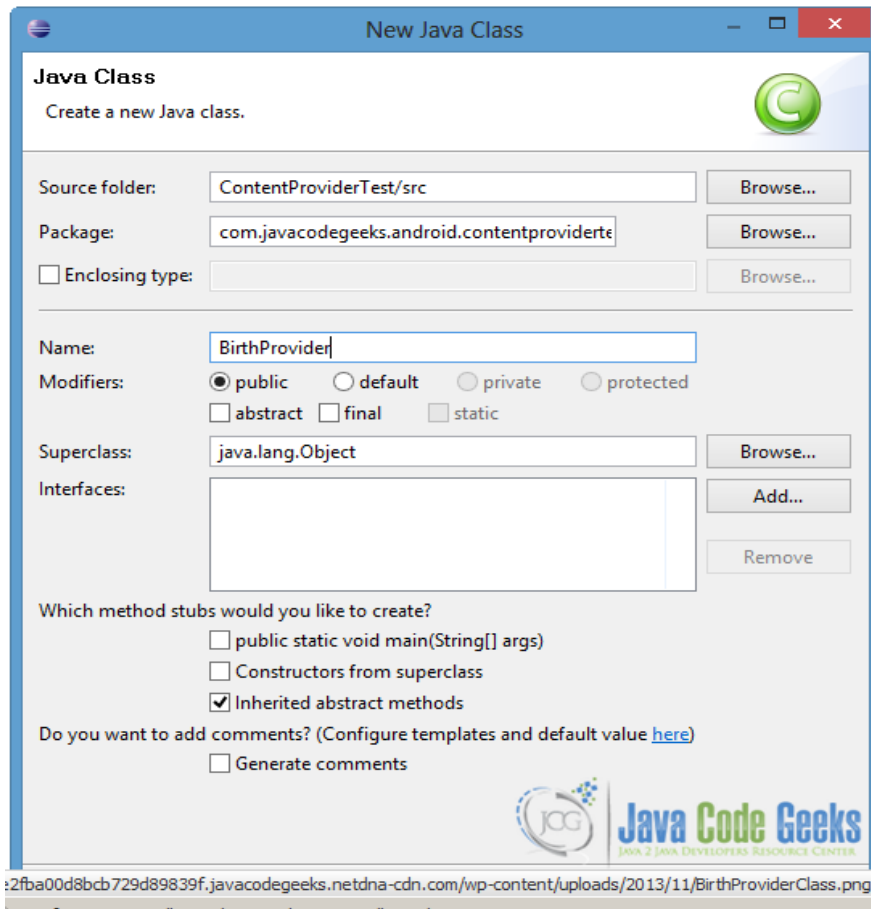 New Java Class
Java Class
Create a new Java class.
Source folder: ContentProviderTest/src Browse...
Package: com.javacodegeeks.android.contentproviderte Browse...
Enclosing type: Browse...
Name: BirthProvider
Modifiers: public default private protected
abstract final static
Superclass: java.lang.Object Browse...
Interfaces: Add...
Remove
Which method stubs would you like to create?
public static void main(String[] args)
Constructors from superclass
Inherited abstract methods
Do you want to add comments? (Configure templates and default value here)
Generate comments
JCG Java Code Geeks
JAVA 2 JAVA DEVELOPERS RESOURCE CENTER
2fba00d8bcb729d89839f.javacodegeeks.netdna-cdn.com/wp-content/uploads/2013/11/BirthProviderClass.png